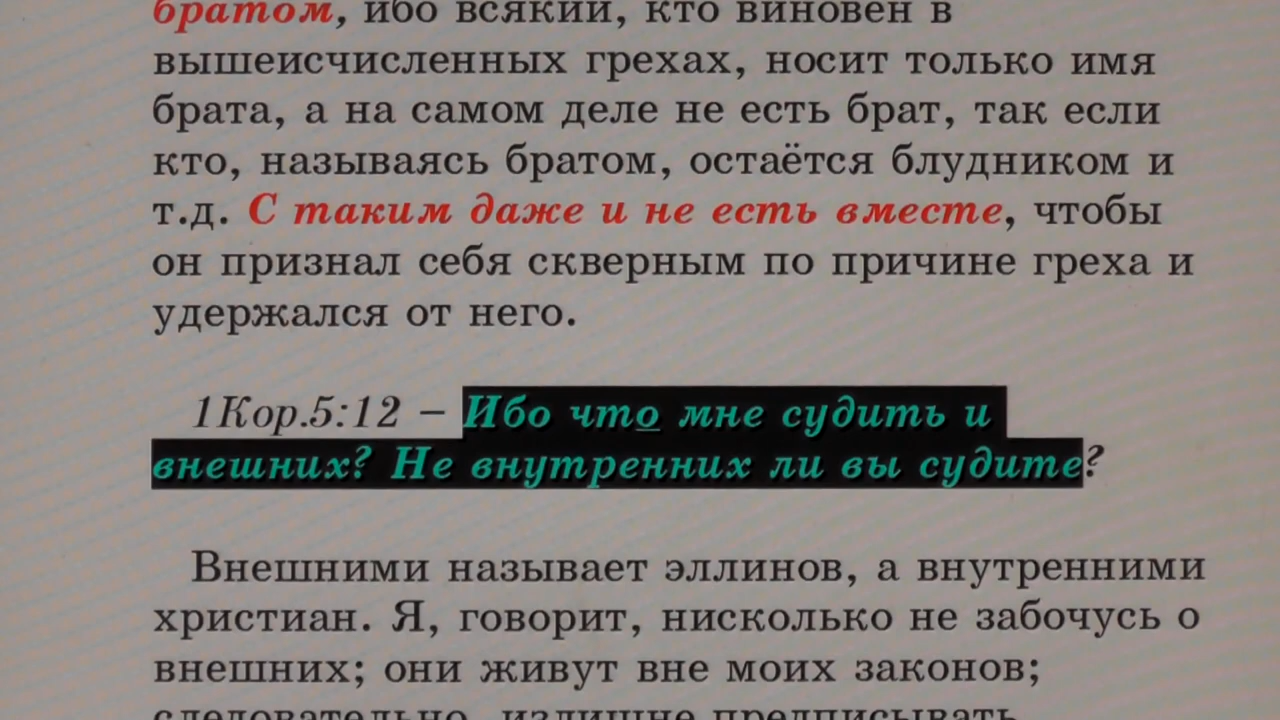 братом, ибо всякий, кто виновен в
вышеисчисленных грехах, носит только имя
брата, а на самом деле не есть брат, так если
кто, называясь братом, остаётся блудником и
т.д. С таким даже и не есть вместе, чтобы
он признал себя скверным по причине греха и
удержался от него.
1Кор.5:12 – Ибо что мне судить и
внешних? Не внутренних ли вы судите?
Внешними называет эллинов, а внутренними
христиан. Я, говорит, нисколько не забочусь о
внешних; они живут вне моих законов;
следовательно, излишне предписывать